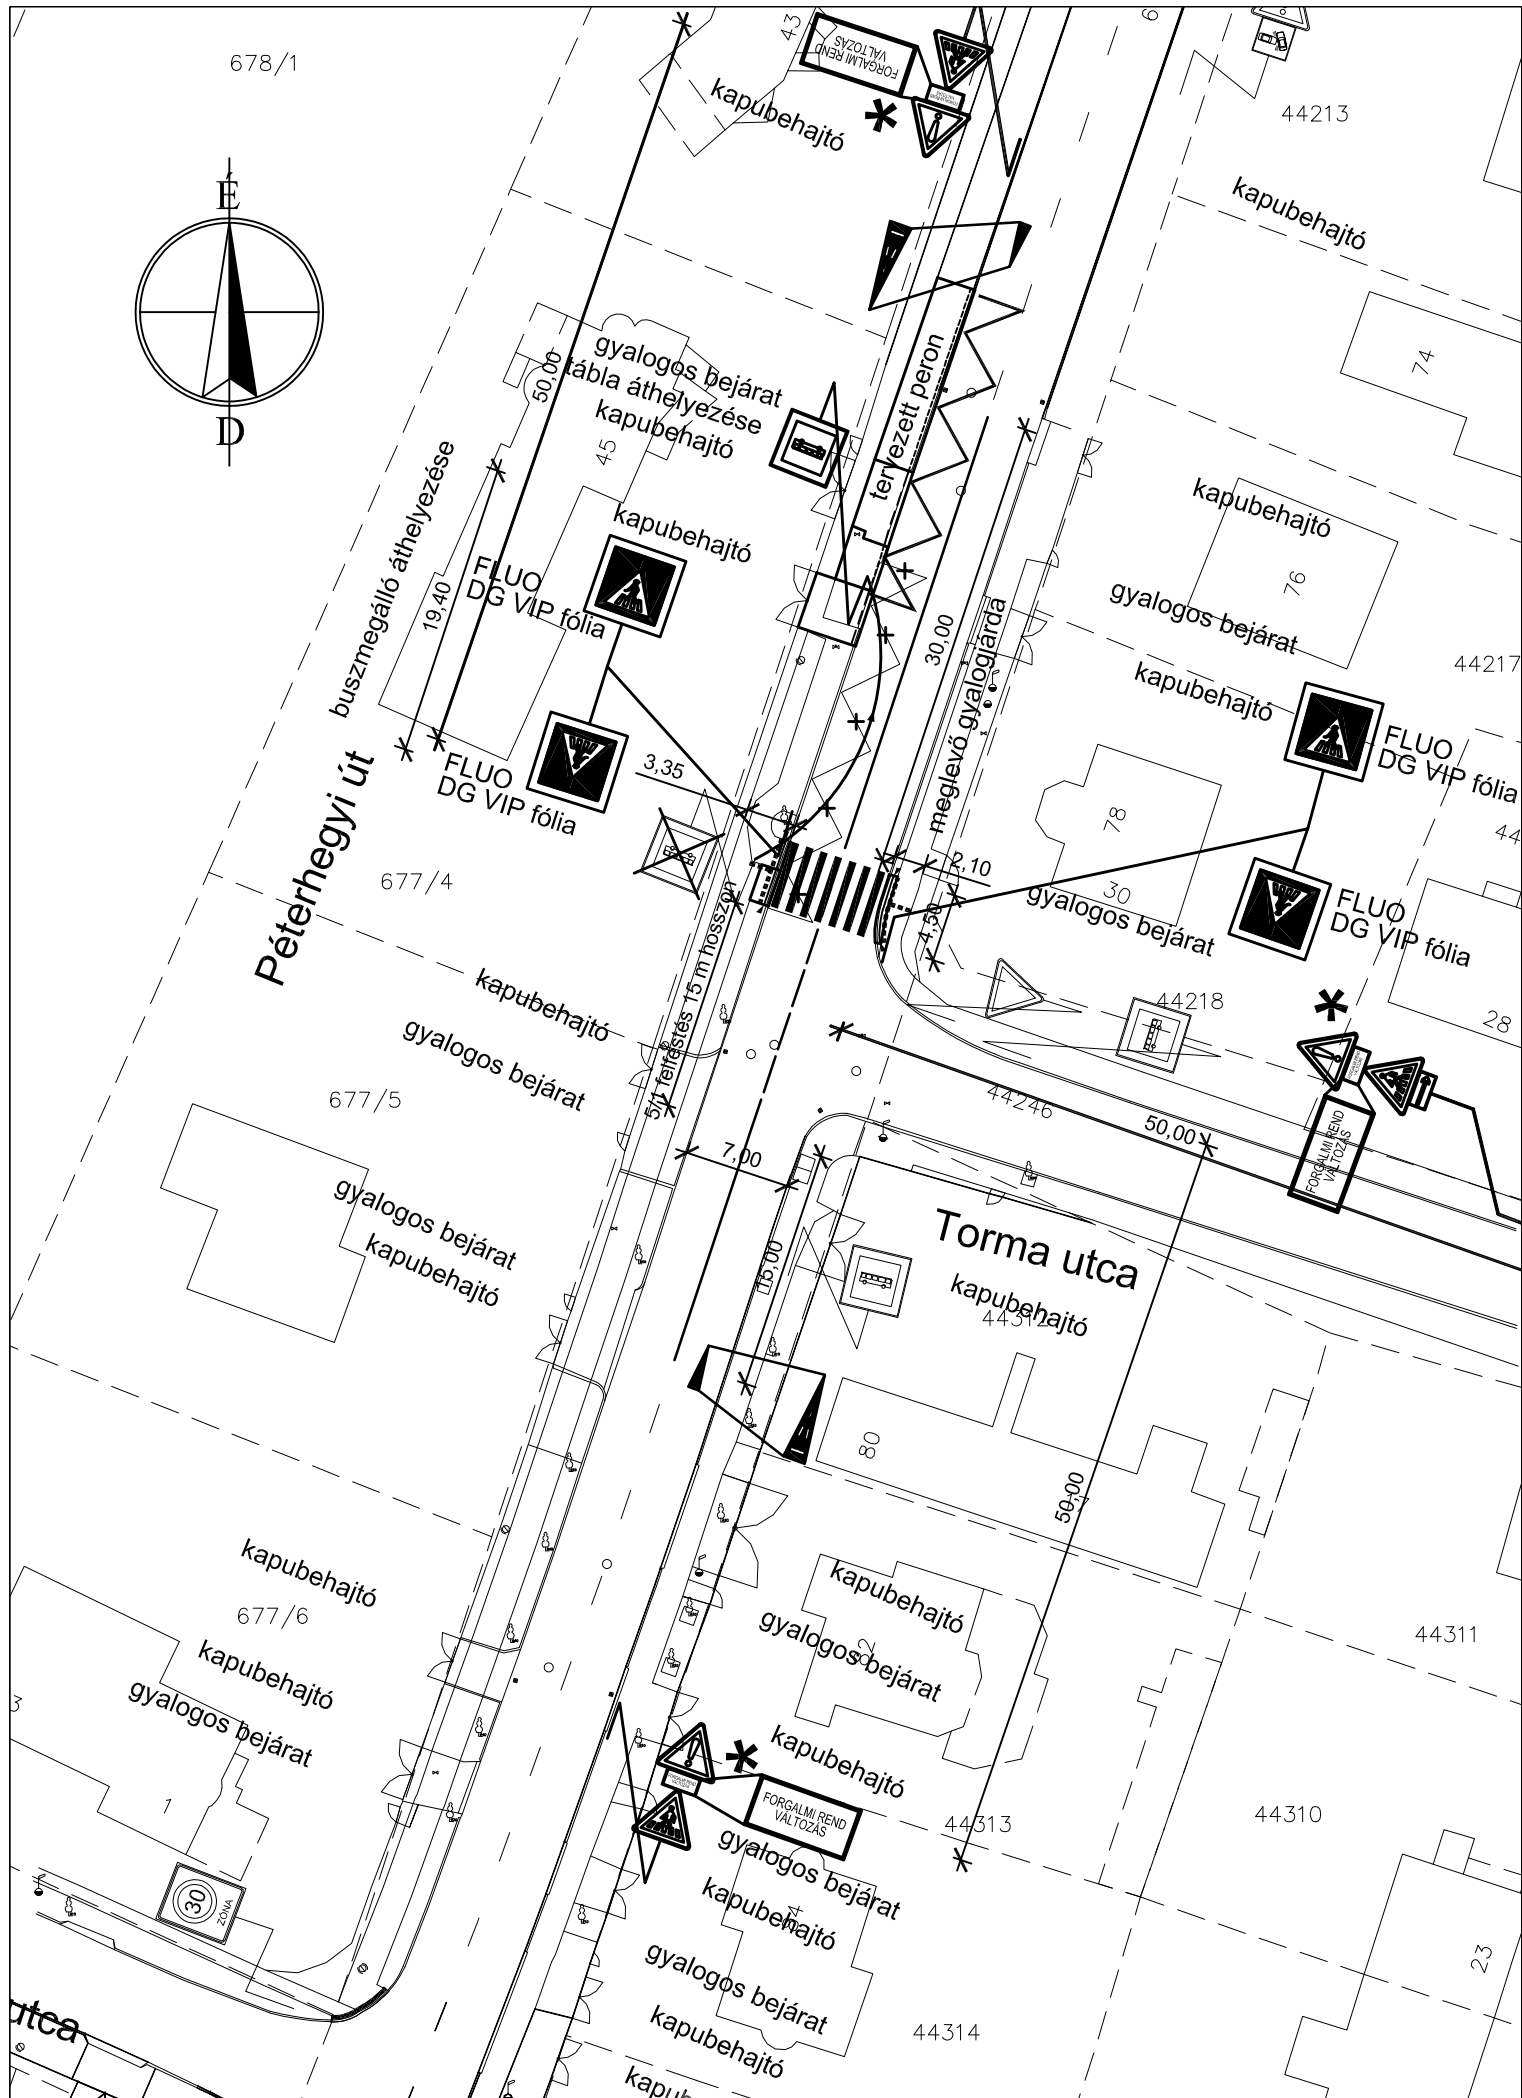 678/1
43
FORGALMI REND
VÁLTOZÁS
6
44213
kapubehajtó
kapubehajtó
É
D
gyalogos bejárat
tábla áthelyezése
kapubehajtó
50,00
45
tervezett peron
74
buszmegálló áthelyezése
19,40
kapubehajtó
FLUO
DG VIP fólia
kapubehajtó
76
gyalogos bejárat
30,00
meglevő gyalogjárda
44217
kapubehajtó
FLUO
DG VIP fólia
Péterhegyi út
FLUO
DG VIP fólia
3,35
78
44
677/4
2,10
30
gyalogos bejárat
4,50
FLUO
DG VIP fólia
5/1 felfestés 15 m hosszon
kapubehajtó
gyalogos bejárat
44218
28
677/5
44246
50,00
FORGALMI REND
VÁLTOZÁS
7,00
gyalogos bejárat
kapubehajtó
15,00
Torma utca
kapubehajtó
44312
80
50,00
kapubehajtó
677/6
kapubehajtó
gyalogos bejárat
3
kapubehajtó
gyalogos bejárat
44311
kapubehajtó
1
FORGALMI REND
VÁLTOZÁS
44313
44310
gyalogos bejárat
kapubehajtó
30
ZÓNA
gyalogos bejárat
kapubehajtó
23
utca
44314